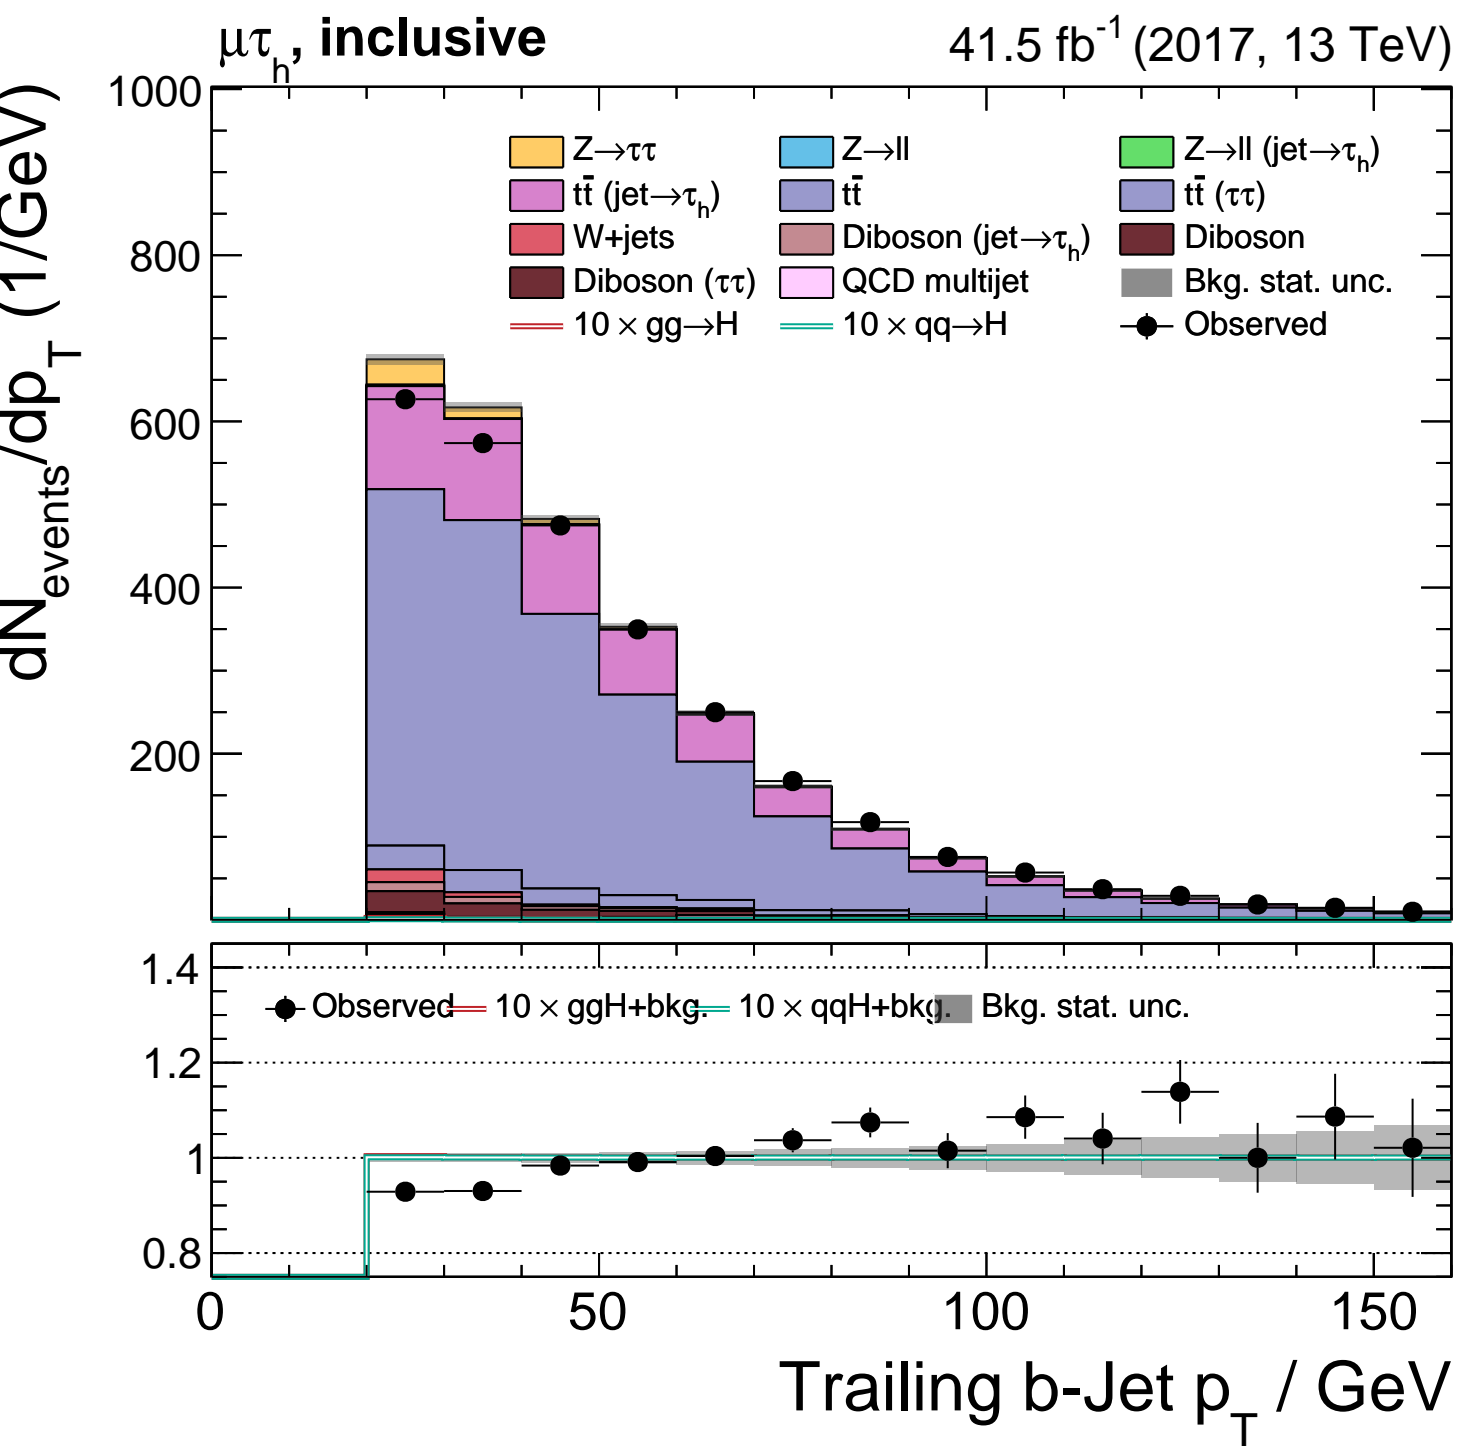 μτh, inclusive
41.5 fb-1 (2017, 13 TeV)
dNevents/dpT (1/GeV)
1000
800
600
400
200
Z→ττ
Z→ll
Z→ll (jet→τh)
tt̄ (jet→τh)
tt̄
tt̄ (ττ)
W+jets
Diboson (jet→τh)
Diboson
Diboson (ττ)
QCD multijet
Bkg. stat. unc.
10 × gg→H
10 × qq→H
Observed
1.4
1.2
1
0.8
Observed
10 × ggH+bkg.
10 × qqH+bkg.
Bkg. stat. unc.
0
50
100
150
Trailing b-Jet pT / GeV